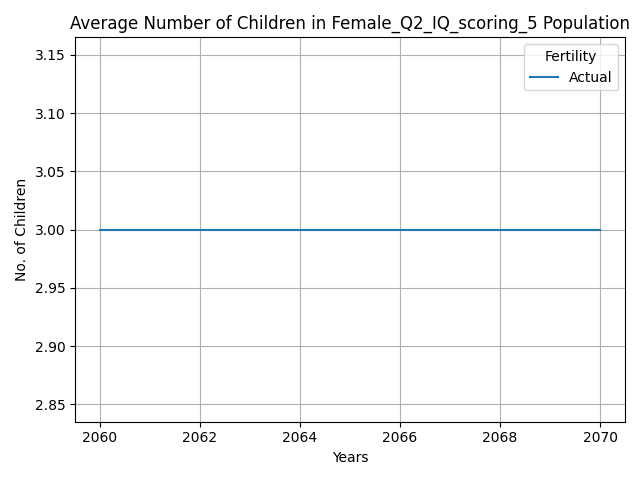 Average Number of Children in Female_Q2_IQ_scoring_5 Population
Fertility
Actual
3.15
3.10
3.05
3.00
2.95
2.90
2.85
No. of Children
2060
2062
2064
2066
2068
2070
Years